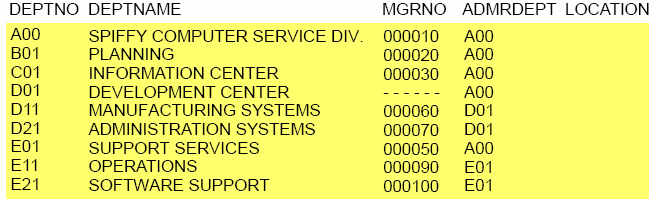 DEPTNO DEPTNAME MGRNO ADMRDEPT LOCATION
A00 SPIFFY COMPUTER SERVICE DIV. 000010 A00
B01 PLANNING 000020 A00
C01 INFORMATION CENTER 000030 A00
D01 DEVELOPMENT CENTER - - - - - - A00
D11 MANUFACTURING SYSTEMS 000060 D01
D21 ADMINISTRATION SYSTEMS 000070 D01
E01 SUPPORT SERVICES 000050 A00
E11 OPERATIONS 000090 E01
E21 SOFTWARE SUPPORT 000100 E01